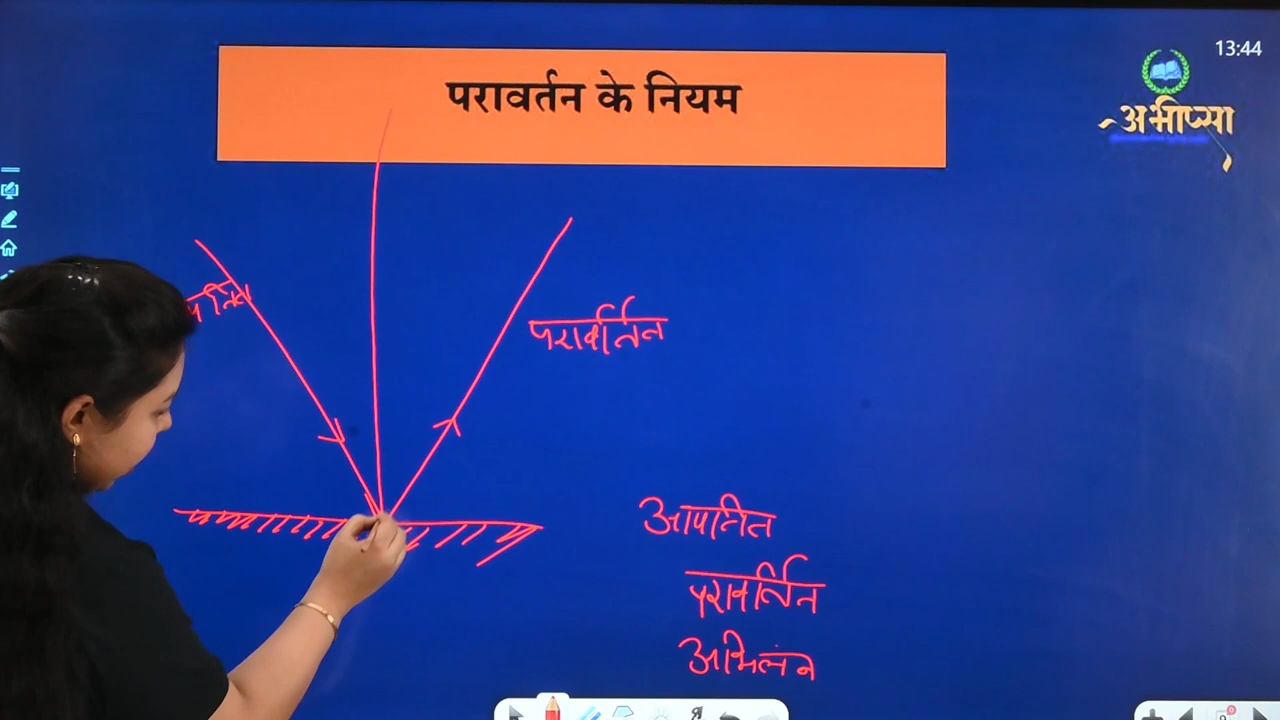 13:44
परावर्तन के नियम
अभीप्सा
परावर्तित
आपतित
परावर्तित
अभिलंब